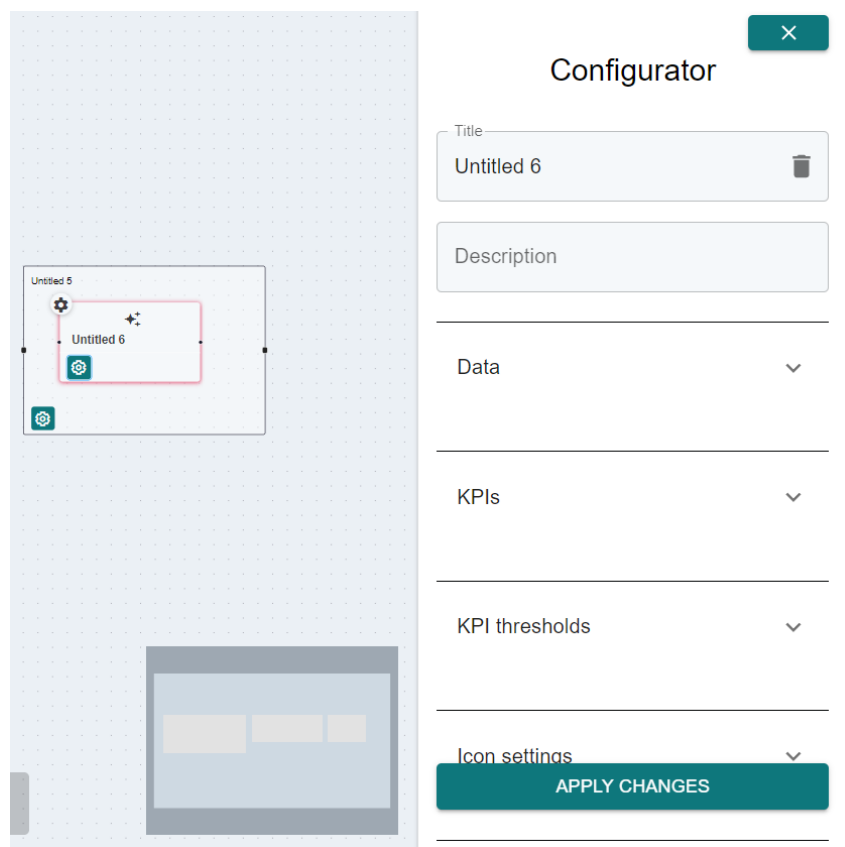 Configurator
Title
Untitled 6
Description
Untitled 5
Untitled 6
Data
KPIs
KPI thresholds
Icon settings
APPLY CHANGES